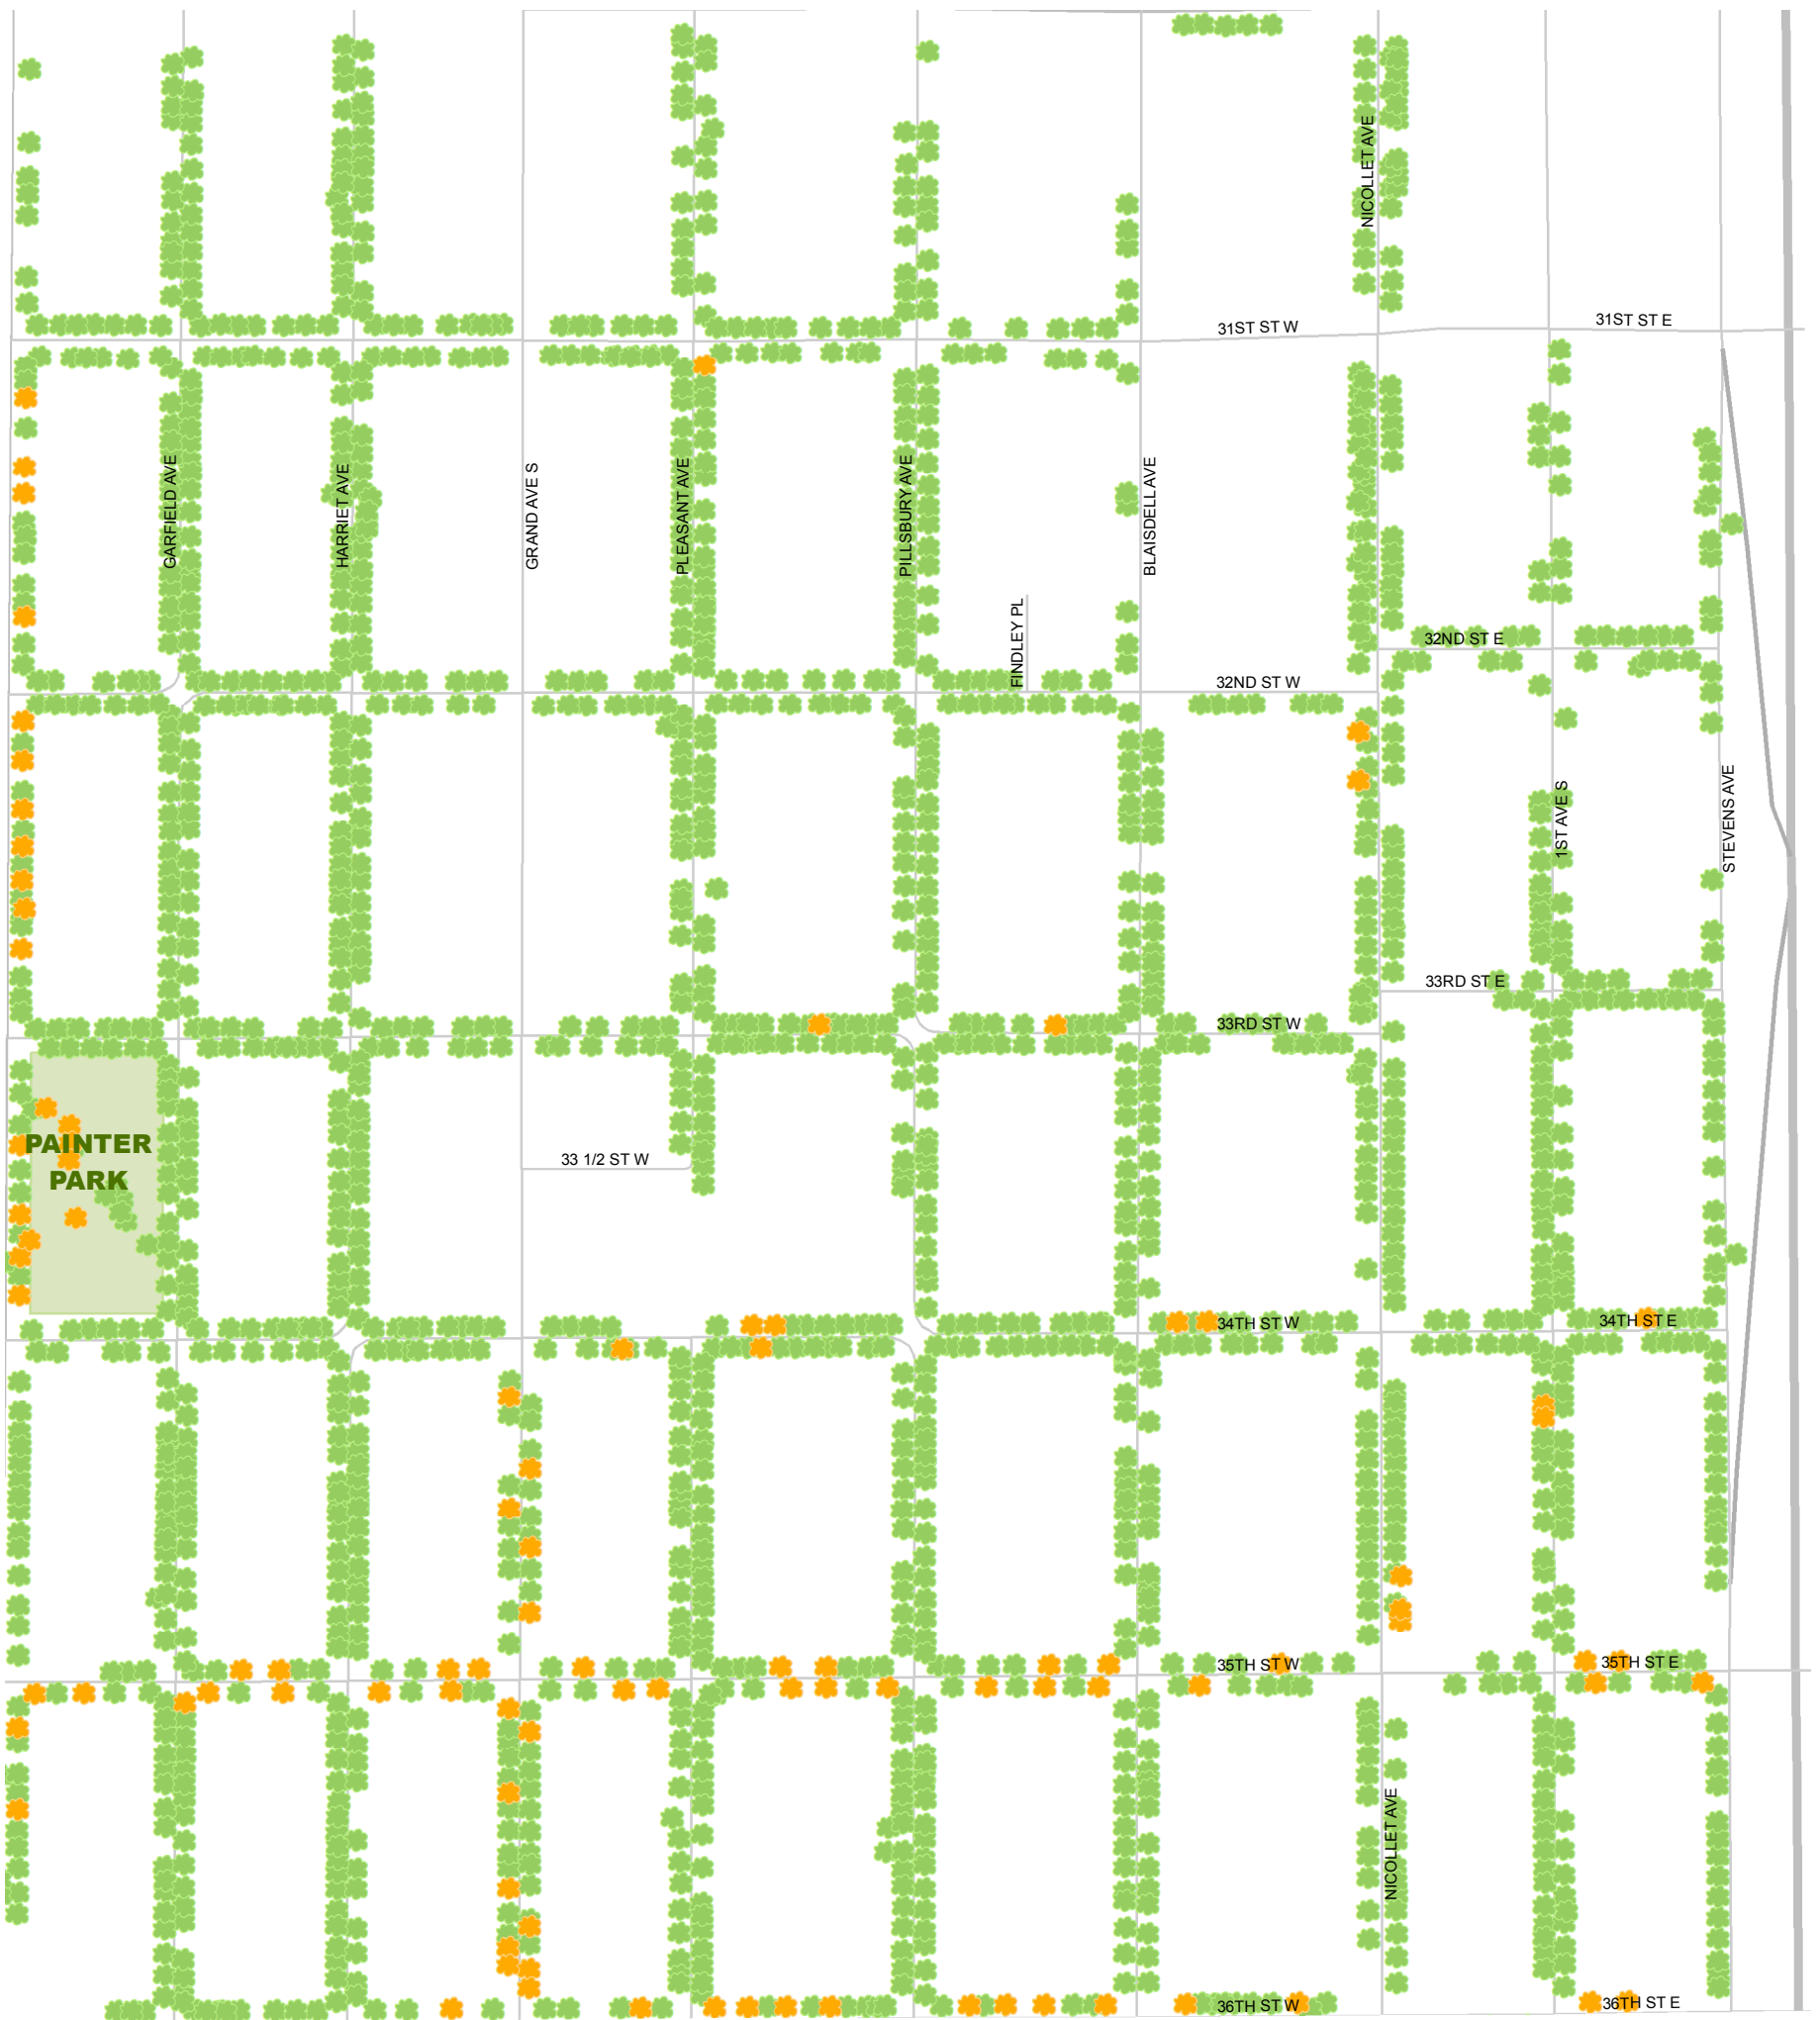 NICOLLET AVE
31ST ST W
31ST ST E
GARFIELD AVE
HARRIET AVE
GRAND AVE S
PLEASANT AVE
PILLSBURY AVE
BLAISDELL AVE
FINDLEY PL
32ND ST E
32ND ST W
1ST AVE S
STEVENS AVE
33RD ST E
33RD ST W
PAINTER
PARK
33 1/2 ST W
34TH ST W
34TH ST E
35TH ST W
35TH ST E
NICOLLET AVE
36TH ST W
36TH ST E